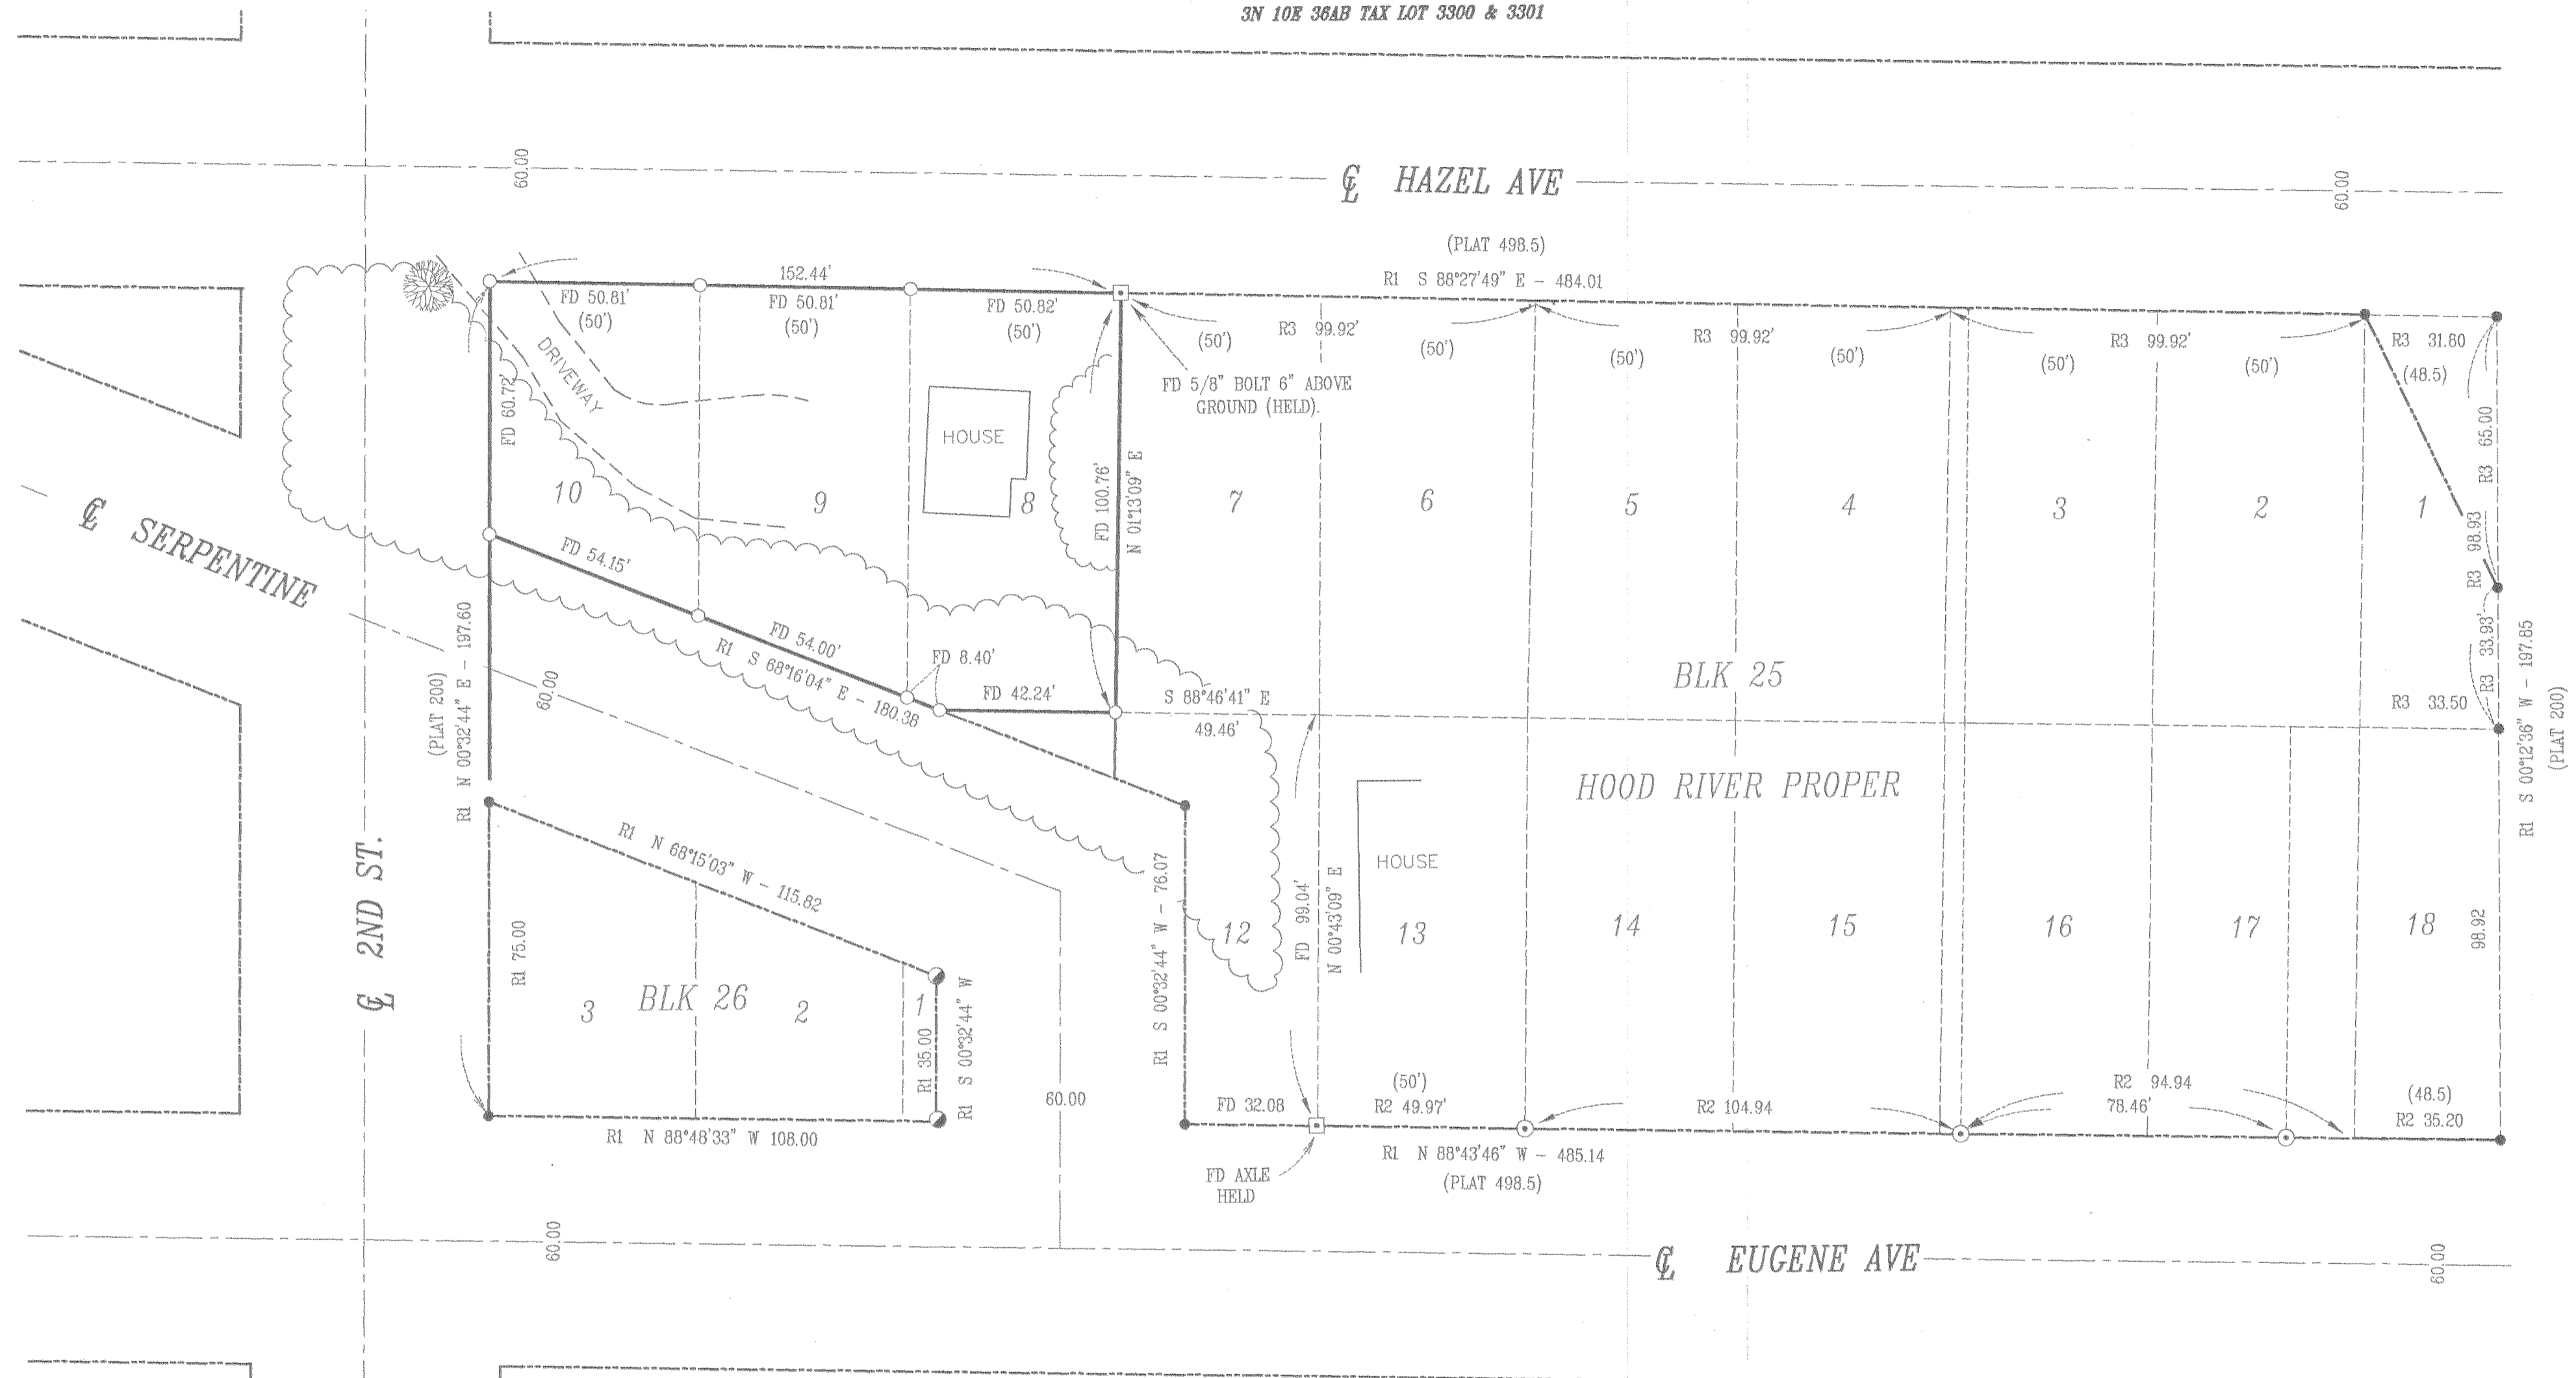 3N 10E 36AB TAX LOT 3300 & 3301
60.00
℄ HAZEL AVE
60.00
(PLAT 498.5)
R1 S 88°27'49" E - 484.01
152.44'
FD 50.81'
(50')
FD 50.81'
(50')
FD 50.82'
(50')
(50')
R3 99.92'
(50')
(50')
R3 99.92'
(50')
(50')
R3 99.92'
(50')
R3 31.80
(48.5)
FD 5/8" BOLT 6" ABOVE
GROUND (HELD).
DRIVEWAY
FD 60.72'
HOUSE
FD 100.76'
N 01°13'09" E
R3 65.00
R3 98.93
R3 33.93'
10
9
8
7
6
5
4
3
2
1
℄ SERPENTINE
FD 54.15'
FD 54.00'
R1 S 68°16'04" E - 180.38
FD 8.40'
FD 42.24'
S 88°46'41" E
49.46'
60.00
(PLAT 200)
R1 N 00°32'44" E - 197.60
BLK 25
R3 33.50
R1 S 00°12'36" W - 197.85
(PLAT 200)
HOOD RIVER PROPER
℄ 2ND ST.
R1 N 68°15'03" W - 115.82
R1 75.00
3
BLK 26
2
1
R1 35.00
R1 S 00°32'44" W
R1 N 88°48'33" W 108.00
60.00
R1 S 00°32'44" W - 76.07
12
FD 99.04'
N 00°43'09" E
HOUSE
13
14
15
16
17
18
98.92
FD 32.08
(50')
R2 49.97'
R2 104.94
R2 94.94
78.46'
(48.5)
R2 35.20
R1 N 88°43'46" W - 485.14
(PLAT 498.5)
FD AXLE
HELD
60.00
℄ EUGENE AVE
60.00